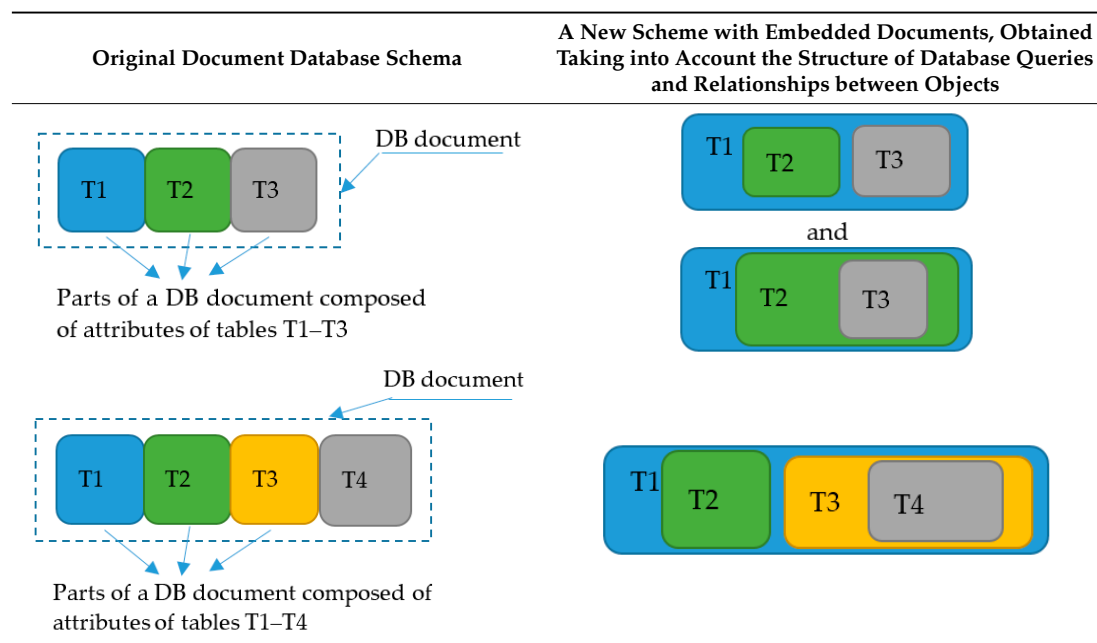 Original Document Database Schema
A New Scheme with Embedded Documents, Obtained
Taking into Account the Structure of Database Queries
and Relationships between Objects
DB document
T1 T2 T3
Parts of a DB document composed
of attributes of tables T1–T3
T1 T2 T3
and
T1 T2 T3
DB document
T1 T2 T3 T4
Parts of a DB document composed of
attributes of tables T1–T4
T1 T2 T3 T4